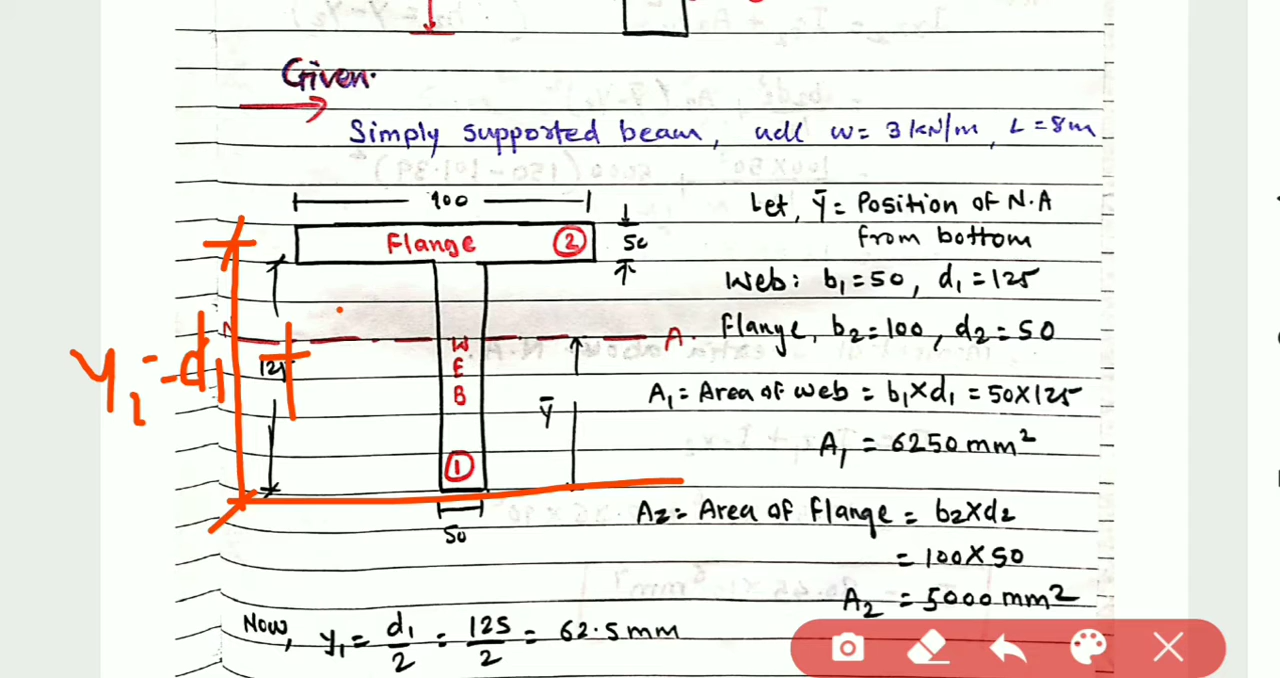 Given.
Simply supported beam, udl w = 3 kN/m, L = 8m
100
Let, ȳ = Position of N.A
from bottom
Flange ②
50
Web: b₁ = 50, d₁ = 125
Flange, b₂ = 100, d₂ = 50
N
A.
WEB
y₂ = d₁ +
125
ȳ
A₁ = Area of web = b₁ x d₁ = 50 X 125
A₁ = 6250 mm²
①
50
A₂ = Area of Flange = b₂ x d₂
= 100 X 50
A₂ = 5000 mm²
Now, y₁ = d₁/2 = 125/2 = 62.5 mm